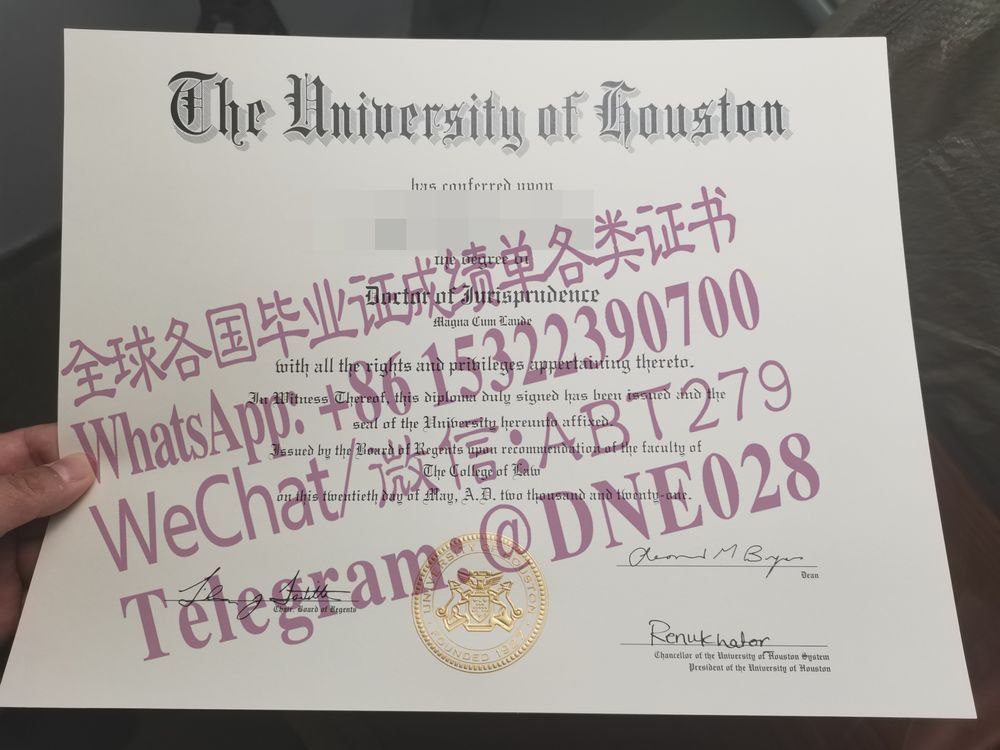 The University of Houston
has conferred upon
the degree of
Doctor of Jurisprudence
Magna Cum Laude
with all the rights and privileges appertaining thereto.
In Witness Thereof, this diploma duly signed has been issued and the
seal of the University hereunto affixed.
Issued by the Board of Regents upon recommendation of the faculty of
The College of Law
on this twentieth day of May, A.D. two thousand and twenty-one.
全球各国毕业证成绩单各类证书
WhatsApp: +86 15322390700
WeChat/微信:ABT279
Telegram:@DNE028
UNIVERSITY OF HOUSTON
FOUNDED 1927
Chair, Board of Regents
Dean
Renu Khator
Chancellor of the University of Houston System
President of the University of Houston